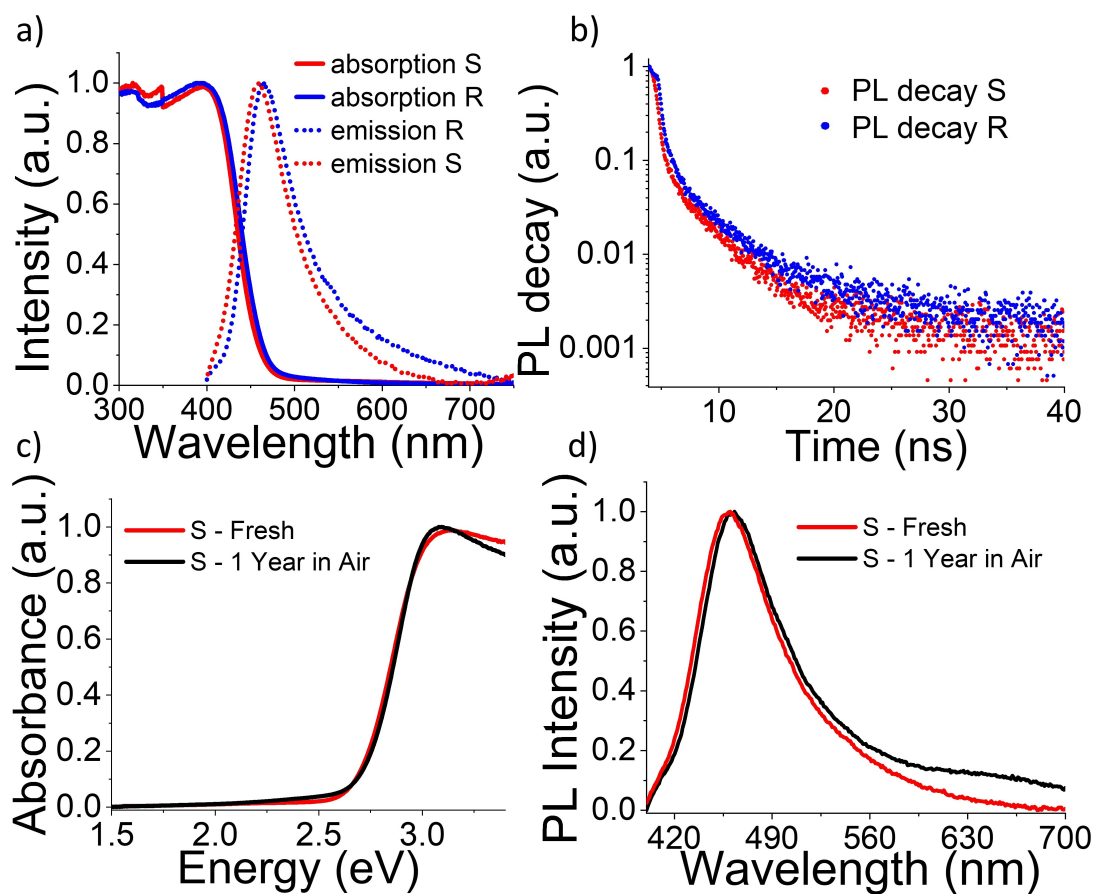 a)
absorption S
absorption R
emission R
emission S
Intensity (a.u.)
1.0
0.8
0.6
0.4
0.2
0.0
300 400 500 600 700
Wavelength (nm)
b)
PL decay S
PL decay R
PL decay (a.u.)
1
0.1
0.01
0.001
10 20 30 40
Time (ns)
c)
S - Fresh
S - 1 Year in Air
Absorbance (a.u.)
1.0
0.8
0.6
0.4
0.2
0.0
1.5 2.0 2.5 3.0
Energy (eV)
d)
S - Fresh
S - 1 Year in Air
PL Intensity (a.u.)
1.0
0.8
0.6
0.4
0.2
0.0
420 490 560 630 700
Wavelength (nm)